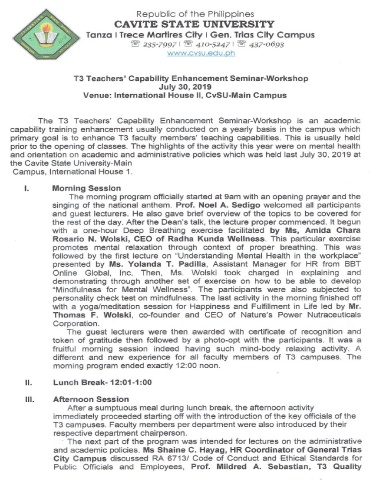 Republic of the Philippines
CAVITE STATE UNIVERSITY
Tanza I Trece Martires City I Gen. Trias City Campus
☏ 235-7997 I ☏ 410-5247 I ☏ 437-0693
www.cvsu.edu.ph
T3 Teachers' Capability Enhancement Seminar-Workshop
July 30, 2019
Venue: International House II, CvSU-Main Campus
The T3 Teachers' Capability Enhancement Seminar-Workshop is an academic
capability training enhancement usually conducted on a yearly basis in the campus which
primary goal is to enhance T3 faculty members' teaching capabilities. This is usually held
prior to the opening of classes. The highlights of the activity this year were on mental health
and orientation on academic and administrative policies which was held last July 30, 2019 at
the Cavite State University-Main
Campus, International House 1.
I. Morning Session
The morning program officially started at 9am with an opening prayer and the
singing of the national anthem. Prof. Noel A. Sedigo welcomed all participants
and guest lecturers. He also gave brief overview of the topics to be covered for
the rest of the day. After the Dean's talk, the lecture proper commenced. It begun
with a one-hour Deep Breathing exercise facilitated by Ms, Amida Chara
Rosario N. Wolski, CEO of Radha Kunda Wellness. This particular exercise
promotes mental relaxation through context of proper breathing. This was
followed by the first lecture on "Understanding Mental Health in the workplace"
presented by Ms. Yolanda T. Padilla, Assistant Manager for HR from BBT
Online Global, Inc. Then, Ms. Wolski took charged in explaining and
demonstrating through another set of exercise on how to be able to develop
"Mindfulness for Mental Wellness". The participants were also subjected to
personality check test on mindfulness. The last activity in the morning finished off
with a yoga/meditation session for Happiness and Fulfillment in Life led by Mr.
Thomas F. Wolski, co-founder and CEO of Nature's Power Nutraceuticals
Corporation.
The guest lecturers were then awarded with certificate of recognition and
token of gratitude then followed by a photo-opt with the participants. It was a
fruitful morning session indeed having such mind-body relaxing activity. A
different and new experience for all faculty members of T3 campuses. The
morning program ended exactly 12:00 noon.
II. Lunch Break- 12:01-1:00
III. Afternoon Session
After a sumptuous meal during lunch break, the afternoon activity
immediately proceeded starting off with the introduction of the key officials of the
T3 campuses. Faculty members per department were also introduced by their
respective department chairperson.
The next part of the program was intended for lectures on the administrative
and academic policies. Ms Shaine C. Hayag, HR Coordinator of General Trias
City Campus discussed RA 6713/ Code of Conduct and Ethical Standards for
Public Officials and Employees, Prof. Mildred A. Sebastian, T3 Quality